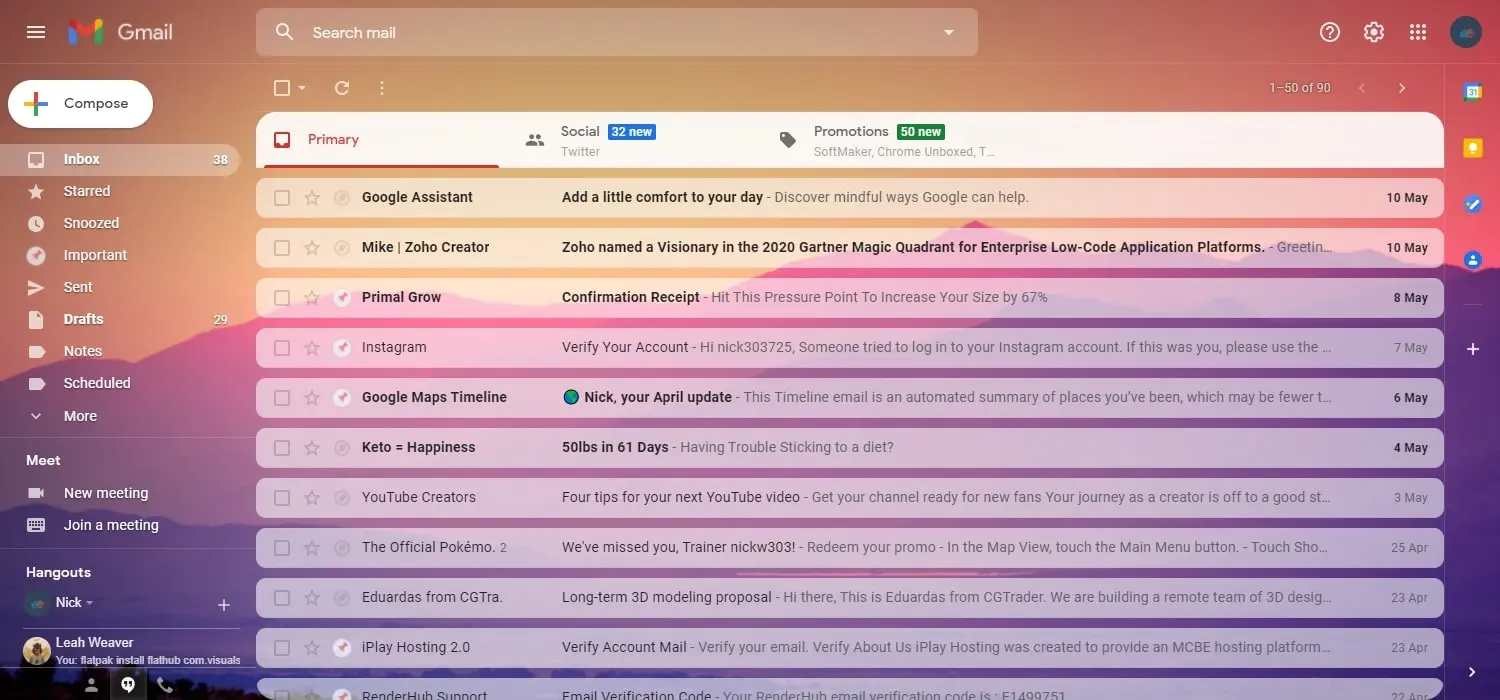 Gmail
Search mail
Compose
1–50 of 90
31
Primary
Social 32 new
Twitter
Promotions 50 new
SoftMaker, Chrome Unboxed, T…
Inbox 38
Starred
Snoozed
Important
Sent
Drafts 29
Notes
Scheduled
More
Meet
New meeting
Join a meeting
Hangouts
Nick
Leah Weaver
You: flatpak install flathub com.visuals
Google Assistant Add a little comfort to your day - Discover mindful ways Google can help. 10 May
Mike | Zoho Creator Zoho named a Visionary in the 2020 Gartner Magic Quadrant for Enterprise Low-Code Application Platforms. - Greetin… 10 May
Primal Grow Confirmation Receipt - Hit This Pressure Point To Increase Your Size by 67% 8 May
Instagram Verify Your Account - Hi nick303725, Someone tried to log in to your Instagram account. If this was you, please use the … 7 May
Google Maps Timeline 🌎 Nick, your April update - This Timeline email is an automated summary of places you’ve been, which may be fewer t… 6 May
Keto = Happiness 50lbs in 61 Days - Having Trouble Sticking to a diet? 4 May
YouTube Creators Four tips for your next YouTube video - Get your channel ready for new fans Your journey as a creator is off to a good st… 3 May
The Official Pokémo. 2 We've missed you, Trainer nickw303! - Redeem your promo - In the Map View, touch the Main Menu button. - Touch Sho… 25 Apr
Eduardas from CGTra. Long-term 3D modeling proposal - Hi there, This is Eduardas from CGTrader. We are building a remote team of 3D desig… 23 Apr
iPlay Hosting 2.0 Verify Account Mail - Verify your email. Verify About Us iPlay Hosting was created to provide an MCBE hosting platform… 23 Apr
RenderHub Support Email Verification Code - Your RenderHub email verification code is : E1499751 22 Apr